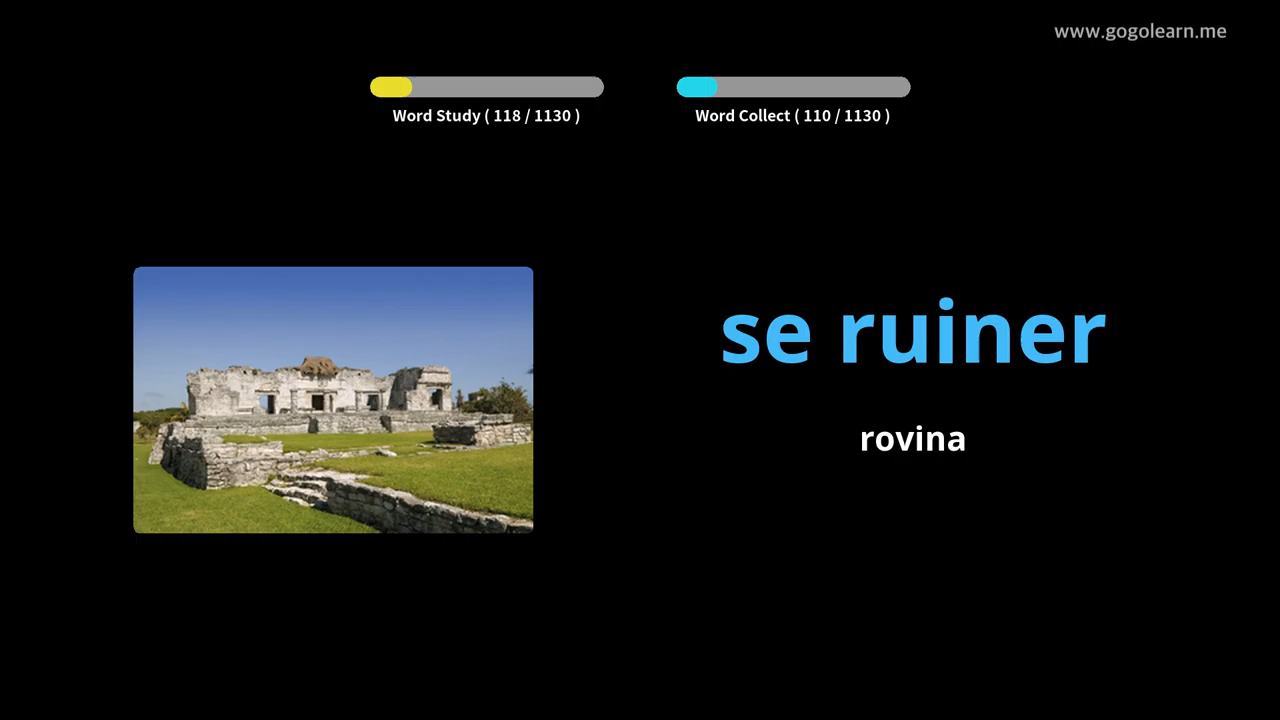 www.gogolearn.me
Word Study ( 118 / 1130 )
Word Collect ( 110 / 1130 )
se ruiner
rovina